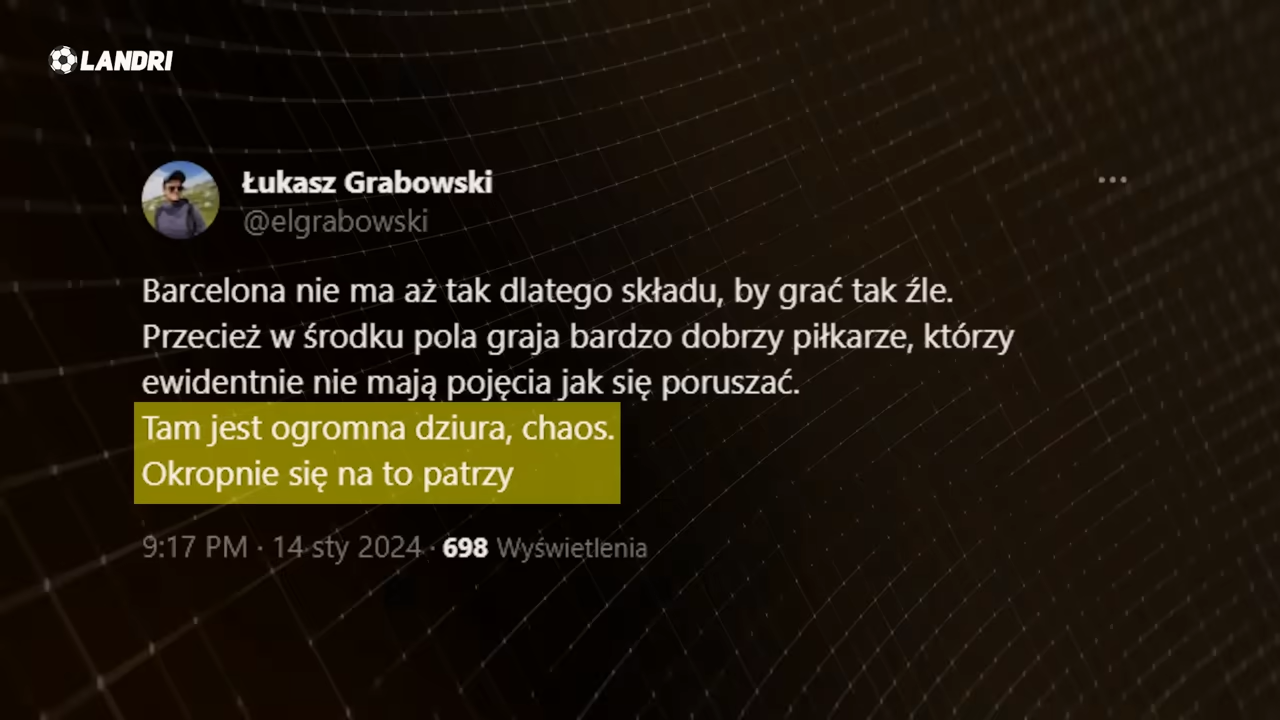 LANDRI
Łukasz Grabowski
@elgrabowski
Barcelona nie ma aż tak dlatego składu, by grać tak źle.
Przecież w środku pola graja bardzo dobrzy piłkarze, którzy
ewidentnie nie mają pojęcia jak się poruszać.
Tam jest ogromna dziura, chaos.
Okropnie się na to patrzy
9:17 PM · 14 sty 2024 · 698 Wyświetlenia